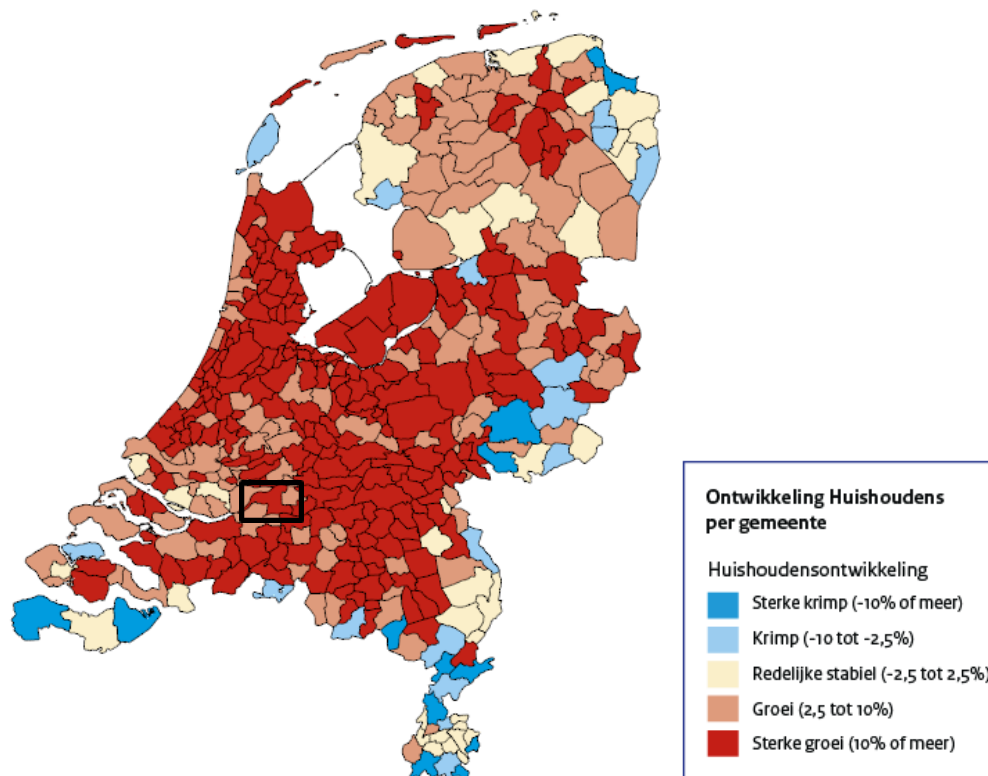 Ontwikkeling Huishoudens
per gemeente
Huishoudensontwikkeling
Sterke krimp (-10% of meer)
Krimp (-10 tot -2,5%)
Redelijke stabiel (-2,5 tot 2,5%)
Groei (2,5 tot 10%)
Sterke groei (10% of meer)